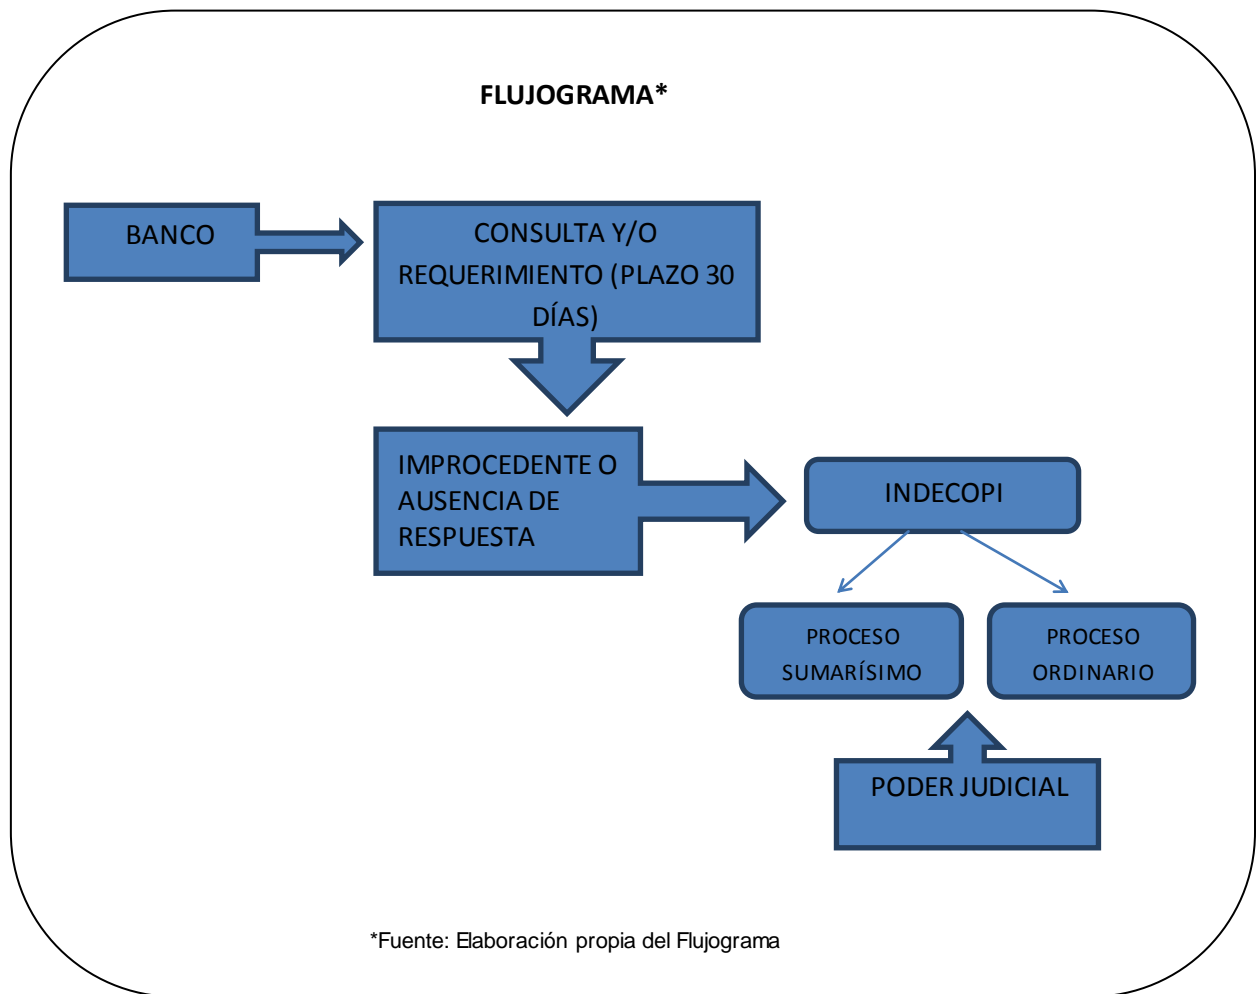 FLUJOGRAMA*
BANCO
CONSULTA Y/O
REQUERIMIENTO (PLAZO 30
DÍAS)
IMPROCEDENTE O
AUSENCIA DE
RESPUESTA
INDECOPI
PROCESO
SUMARÍSIMO
PROCESO
ORDINARIO
PODER JUDICIAL
*Fuente: Elaboración propia del Flujograma